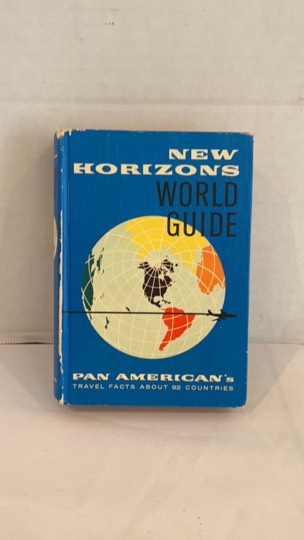 NEW
HORIZONS
WORLD
GUIDE
PAN AMERICAN's
TRAVEL FACTS ABOUT 92 COUNTRIES